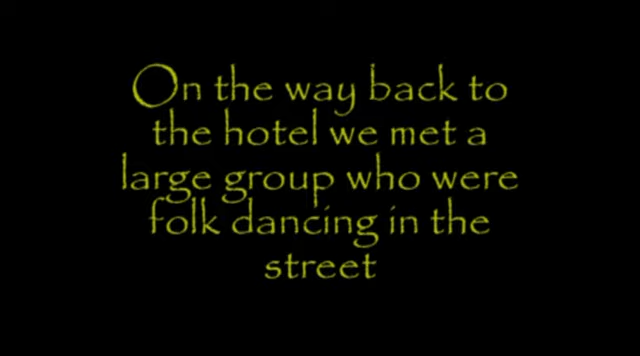 On the way back to
the hotel we met a
large group who were
folk dancing in the
street